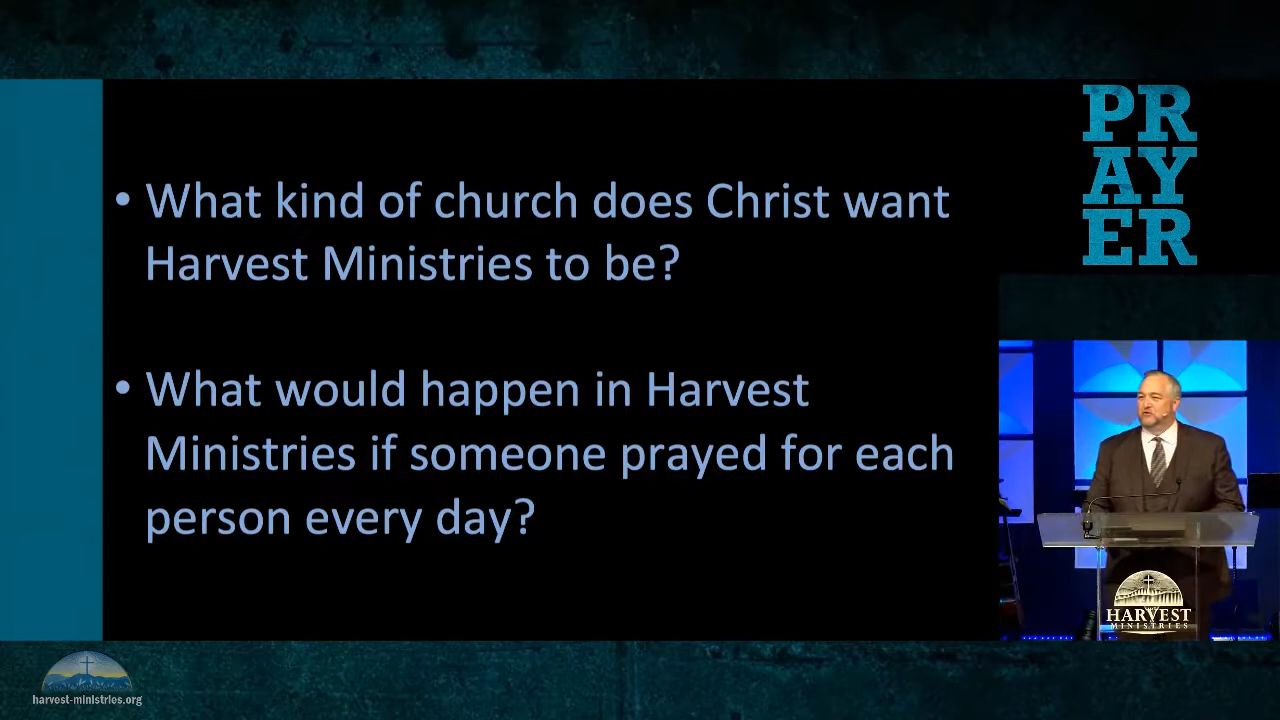 • What kind of church does Christ want
Harvest Ministries to be?
• What would happen in Harvest
Ministries if someone prayed for each
person every day?
PR
AY
ER
HARVEST
MINISTRIES
harvest-ministries.org